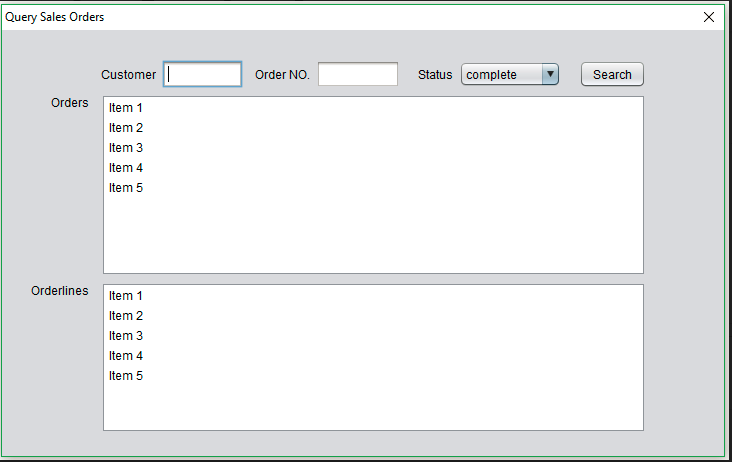 Query Sales Orders
Customer Order NO. Status complete Search
Orders
Item 1
Item 2
Item 3
Item 4
Item 5
Orderlines
Item 1
Item 2
Item 3
Item 4
Item 5